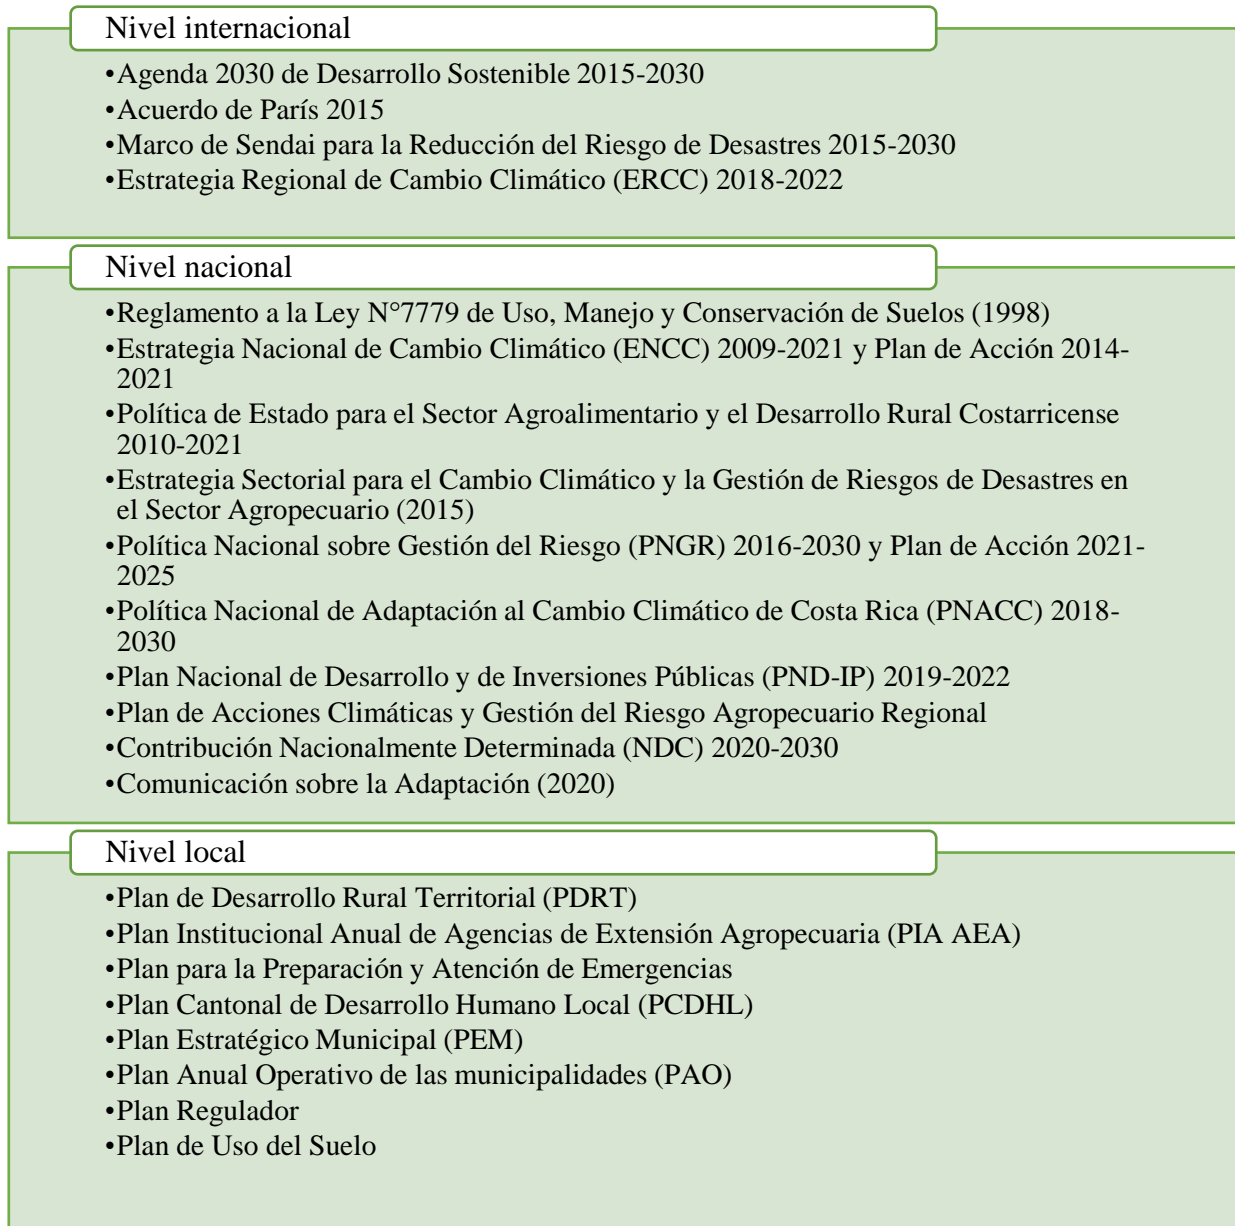 Nivel internacional
•Agenda 2030 de Desarrollo Sostenible 2015-2030
•Acuerdo de París 2015
•Marco de Sendai para la Reducción del Riesgo de Desastres 2015-2030
•Estrategia Regional de Cambio Climático (ERCC) 2018-2022
Nivel nacional
•Reglamento a la Ley N°7779 de Uso, Manejo y Conservación de Suelos (1998)
•Estrategia Nacional de Cambio Climático (ENCC) 2009-2021 y Plan de Acción 2014-
2021
•Política de Estado para el Sector Agroalimentario y el Desarrollo Rural Costarricense
2010-2021
•Estrategia Sectorial para el Cambio Climático y la Gestión de Riesgos de Desastres en
el Sector Agropecuario (2015)
•Política Nacional sobre Gestión del Riesgo (PNGR) 2016-2030 y Plan de Acción 2021-
2025
•Política Nacional de Adaptación al Cambio Climático de Costa Rica (PNACC) 2018-
2030
•Plan Nacional de Desarrollo y de Inversiones Públicas (PND-IP) 2019-2022
•Plan de Acciones Climáticas y Gestión del Riesgo Agropecuario Regional
•Contribución Nacionalmente Determinada (NDC) 2020-2030
•Comunicación sobre la Adaptación (2020)
Nivel local
•Plan de Desarrollo Rural Territorial (PDRT)
•Plan Institucional Anual de Agencias de Extensión Agropecuaria (PIA AEA)
•Plan para la Preparación y Atención de Emergencias
•Plan Cantonal de Desarrollo Humano Local (PCDHL)
•Plan Estratégico Municipal (PEM)
•Plan Anual Operativo de las municipalidades (PAO)
•Plan Regulador
•Plan de Uso del Suelo